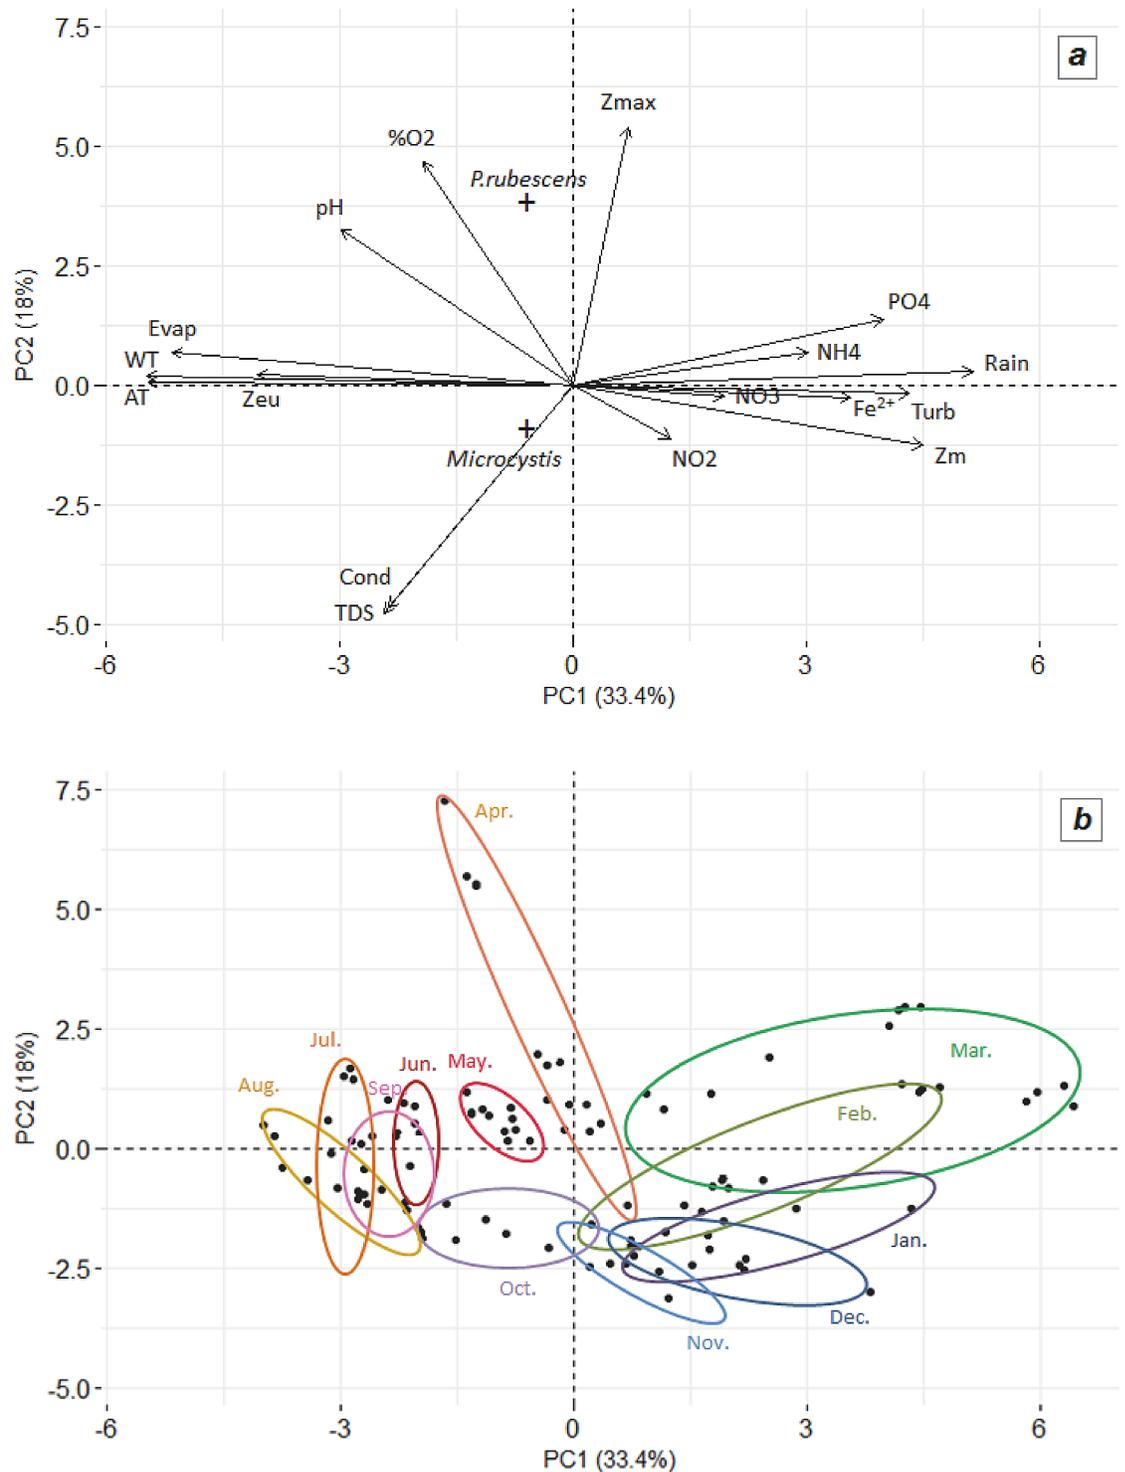 7.5
a
Zmax
%O2
5.0
P.rubescens
pH
2.5
PO4
Evap
NH4
Rain
WT
0.0
AT
Zeu
NO3
Fe2+
Turb
Microcystis
NO2
Zm
-2.5
Cond
TDS
-5.0
-6 -3 0 3 6
PC1 (33.4%)
PC2 (18%)
7.5
b
Apr.
5.0
2.5
Jul.
Mar.
Jun. May.
Aug.
Sep
Feb.
0.0
Jan.
Oct.
-2.5
Dec.
Nov.
-5.0
-6 -3 0 3 6
PC1 (33.4%)
PC2 (18%)